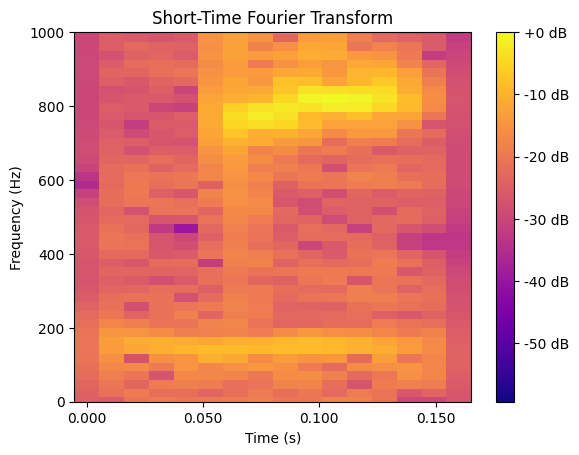 Short-Time Fourier Transform
1000
800
600
400
200
0
Frequency (Hz)
0.000
0.050
0.100
0.150
Time (s)
+0 dB
-10 dB
-20 dB
-30 dB
-40 dB
-50 dB